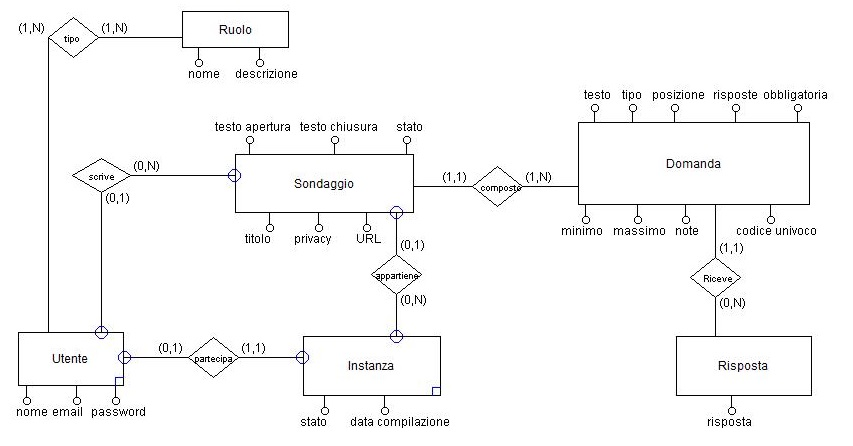 (1,N) (1,N) Ruolo
tipo
nome descrizione
testo tipo posizione risposte obbligatoria
testo apertura testo chiusura stato
Domanda
(0,N)
scrive
Sondaggio
(1,1) (1,N)
composto
(0,1)
titolo privacy URL
minimo massimo note codice univoco
(0,1)
(1,1)
appartiene
Riceve
(0,N)
(0,N)
Utente
(0,1) (1,1)
partecipa
Instanza
Risposta
nome email password
stato data compilazione
risposta